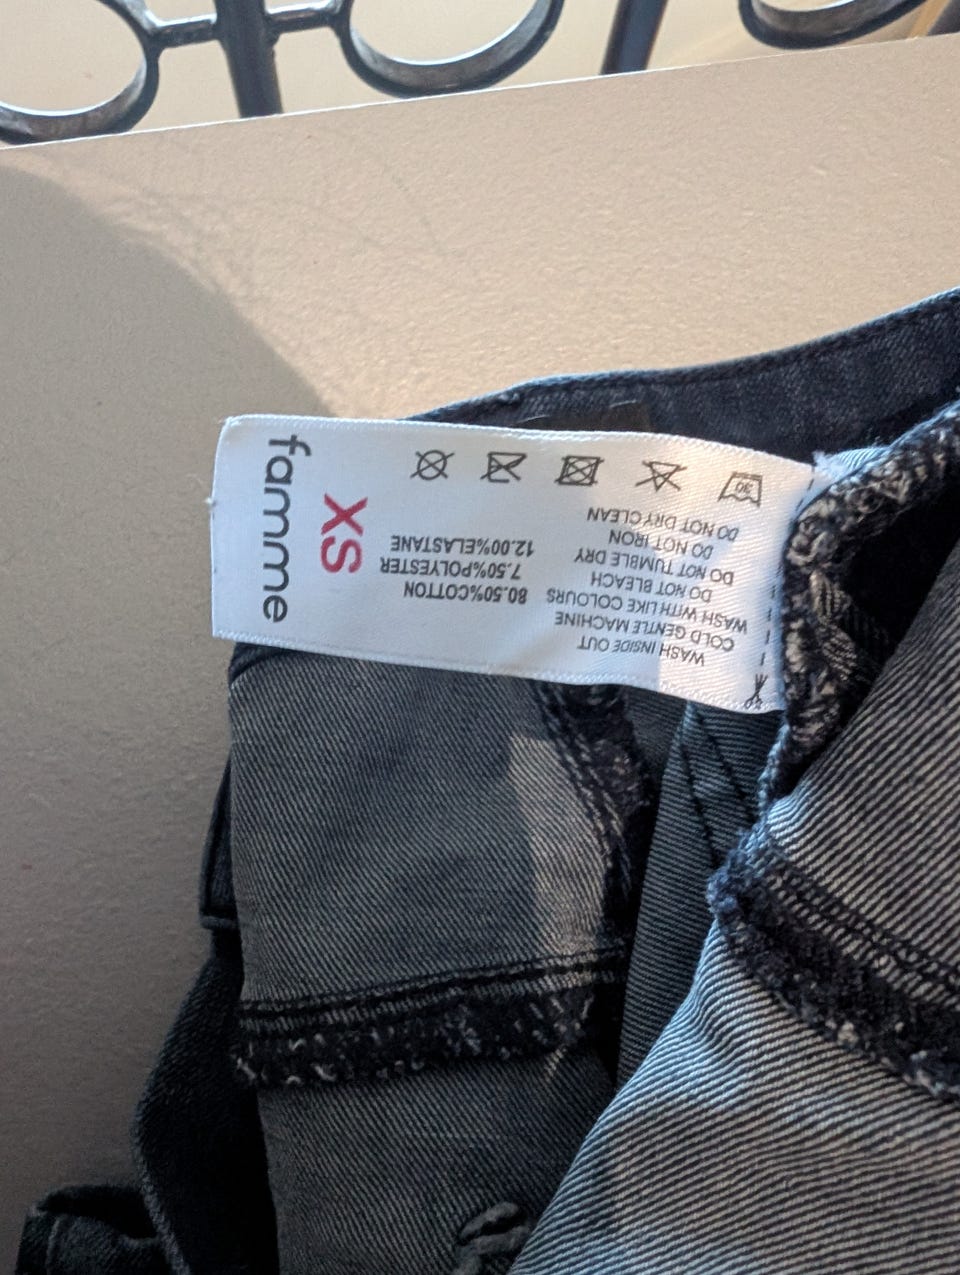 famme
XS
80.50%COTTON
7.50%POLYESTER
12.00%ELASTANE
WASH INSIDE OUT
COLD GENTLE MACHINE
WASH WITH LIKE COLOURS
DO NOT BLEACH
DO NOT TUMBLE DRY
DO NOT IRON
DO NOT DRY CLEAN
30